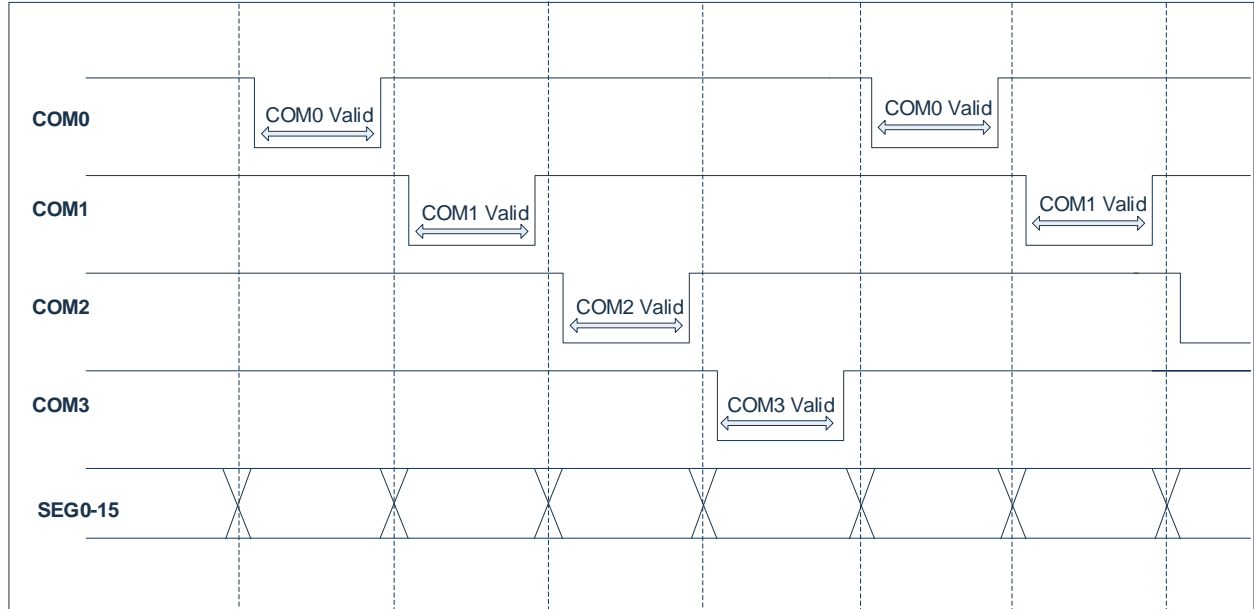 COM0
COM0 Valid
COM0 Valid
COM1
COM1 Valid
COM1 Valid
COM2
COM2 Valid
COM3
COM3 Valid
SEG0-15